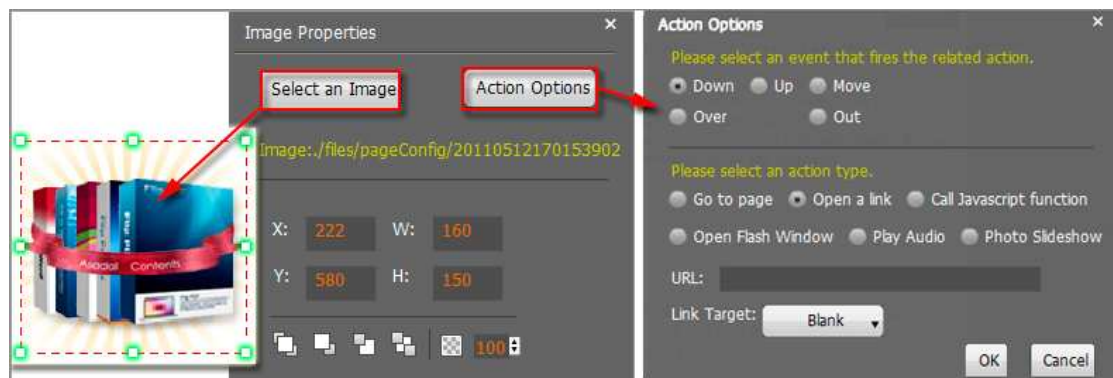 Image Properties
×
Select an Image
Action Options
Image:./files/pageConfig/20110512170153902
X: 222 W: 160
Y: 580 H: 150
100
Asadal Contents
Action Options
×
Please select an event that fires the related action.
Down Up Move
Over Out
Please select an action type.
Go to page Open a link Call Javascript function
Open Flash Window Play Audio Photo Slideshow
URL:
Link Target: Blank
OK Cancel